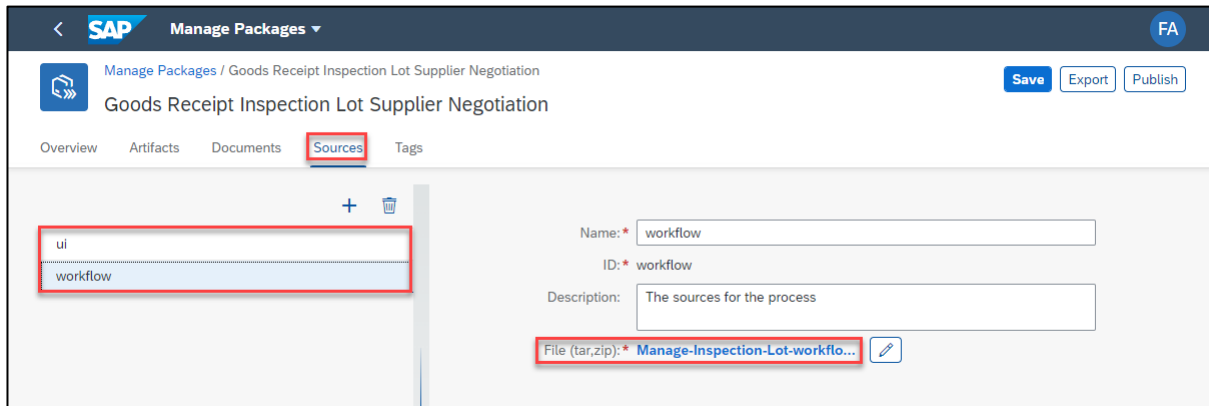 SAP Manage Packages ▾ FA
Manage Packages / Goods Receipt Inspection Lot Supplier Negotiation
Save Export Publish
Goods Receipt Inspection Lot Supplier Negotiation
Overview Artifacts Documents Sources Tags
ui
workflow
Name:* workflow
ID:* workflow
Description: The sources for the process
File (tar,zip):* Manage-Inspection-Lot-workflo...